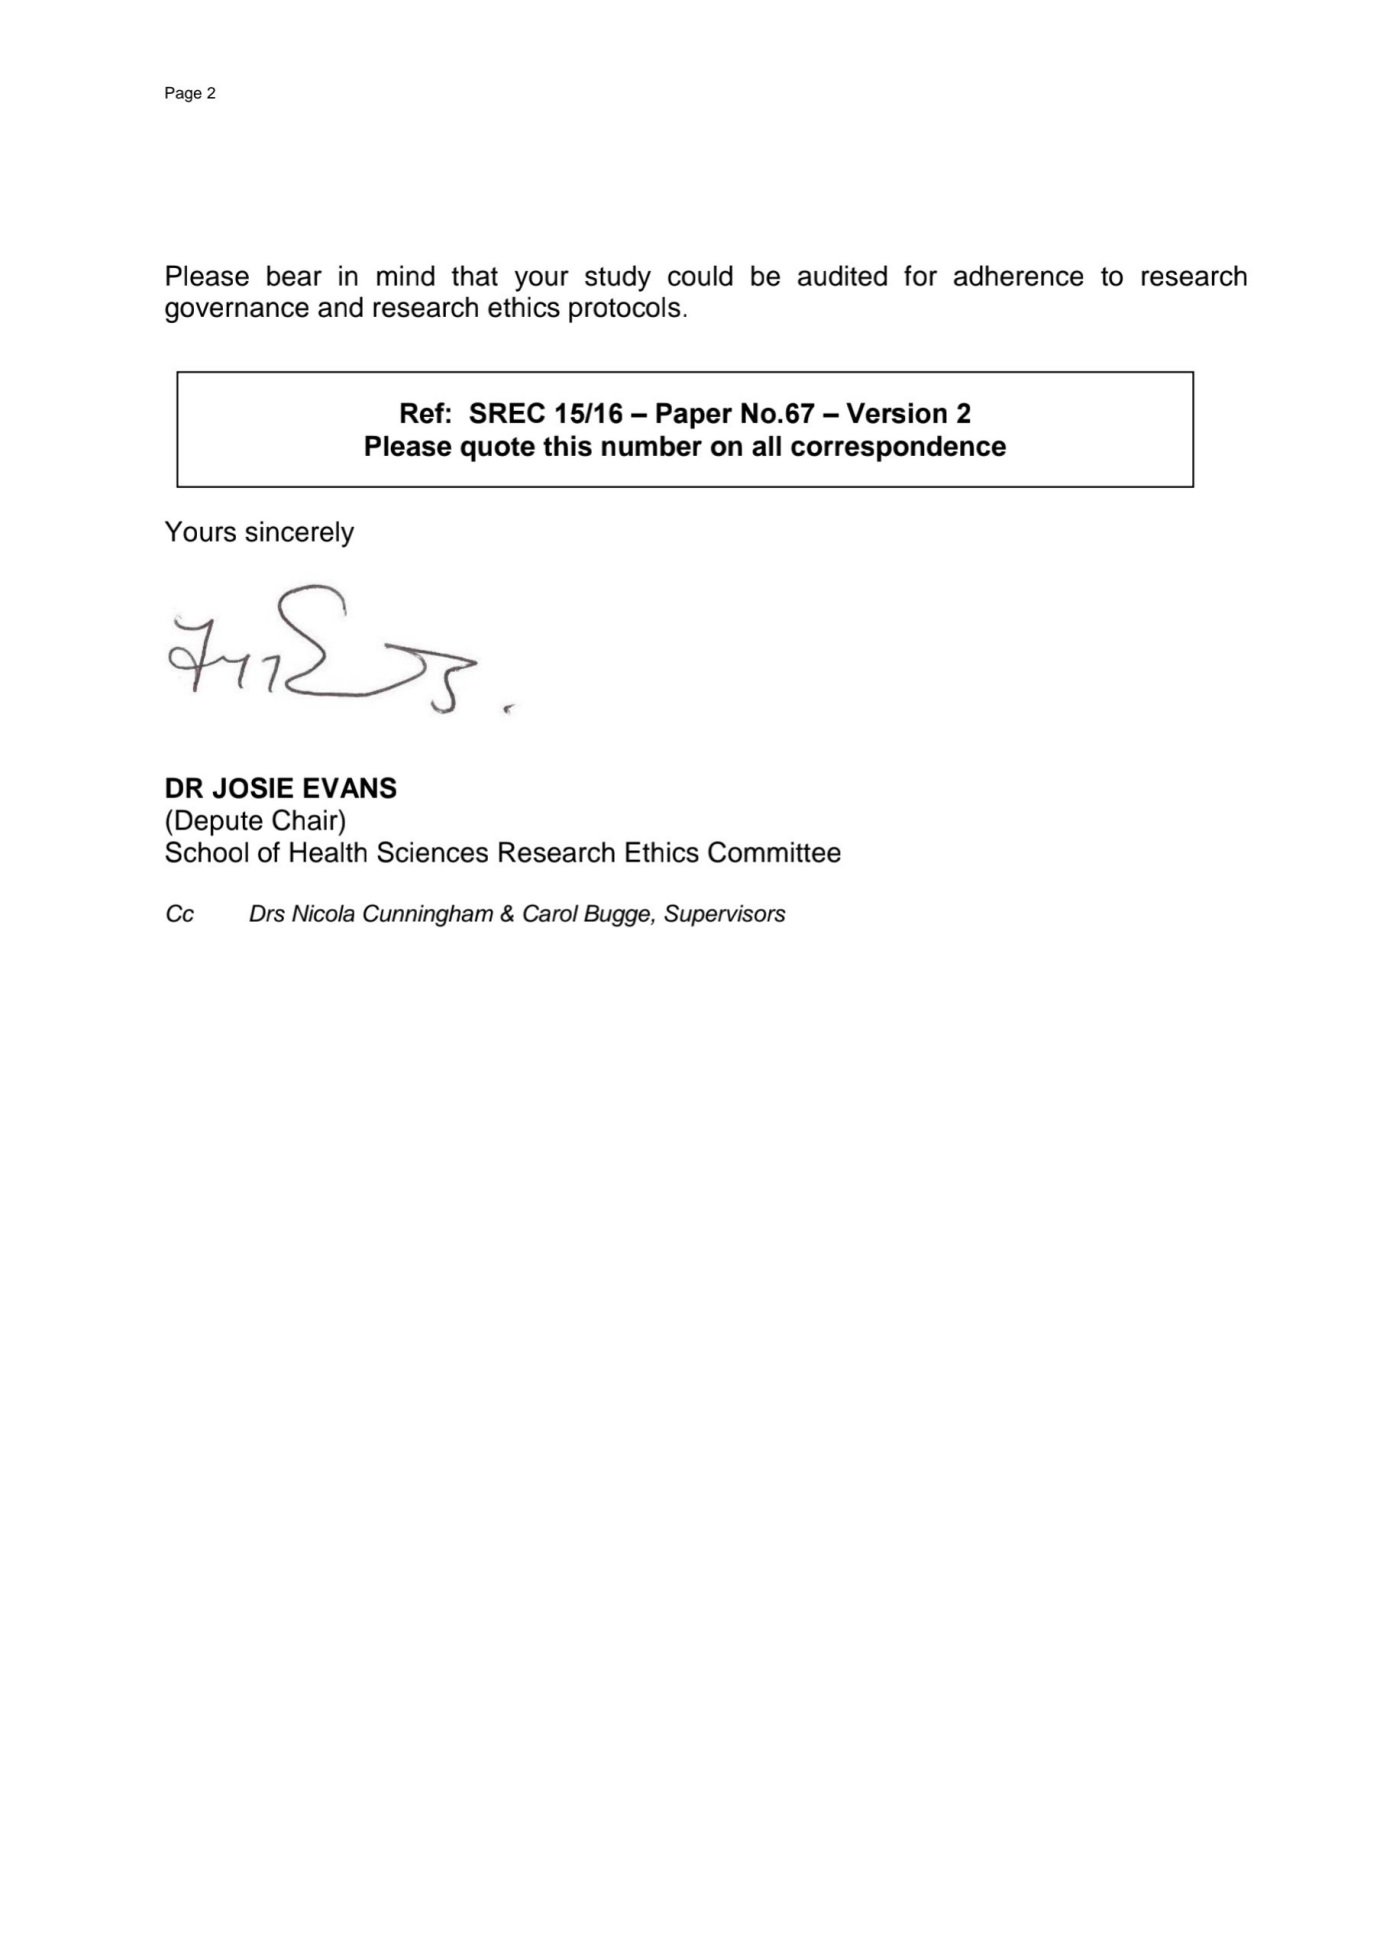 Page 2
Please bear in mind that your study could be audited for adherence to research
governance and research ethics protocols.
Ref:  SREC 15/16 – Paper No.67 – Version 2
Please quote this number on all correspondence
Yours sincerely
DR JOSIE EVANS
(Depute Chair)
School of Health Sciences Research Ethics Committee
Cc Drs Nicola Cunningham & Carol Bugge, Supervisors